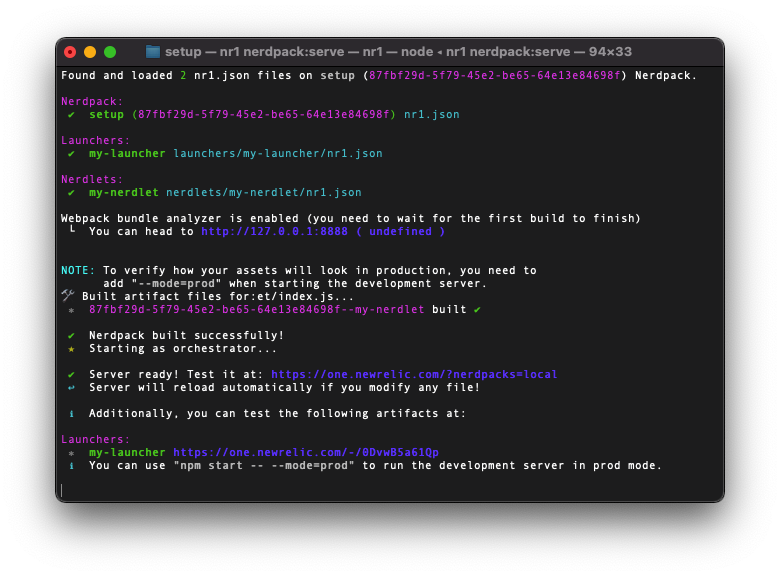 setup — nr1 nerdpack:serve — nr1 — node ◂ nr1 nerdpack:serve — 94×33
Found and loaded 2 nr1.json files on setup (87fbf29d-5f79-45e2-be65-64e13e84698f) Nerdpack.
Nerdpack:
✔ setup (87fbf29d-5f79-45e2-be65-64e13e84698f) nr1.json
Launchers:
✔ my-launcher launchers/my-launcher/nr1.json
Nerdlets:
✔ my-nerdlet nerdlets/my-nerdlet/nr1.json
Webpack bundle analyzer is enabled (you need to wait for the first build to finish)
└ You can head to http://127.0.0.1:8888 ( undefined )
NOTE: To verify how your assets will look in production, you need to
add "--mode=prod" when starting the development server.
🛠 Built artifact files for:et/index.js...
⁎ 87fbf29d-5f79-45e2-be65-64e13e84698f--my-nerdlet built ✔
✔ Nerdpack built successfully!
★ Starting as orchestrator...
✔ Server ready! Test it at: https://one.newrelic.com/?nerdpacks=local
↩ Server will reload automatically if you modify any file!
ℹ Additionally, you can test the following artifacts at:
Launchers:
⁎ my-launcher https://one.newrelic.com/-/0DvwB5a61Qp
ℹ You can use "npm start -- --mode=prod" to run the development server in prod mode.